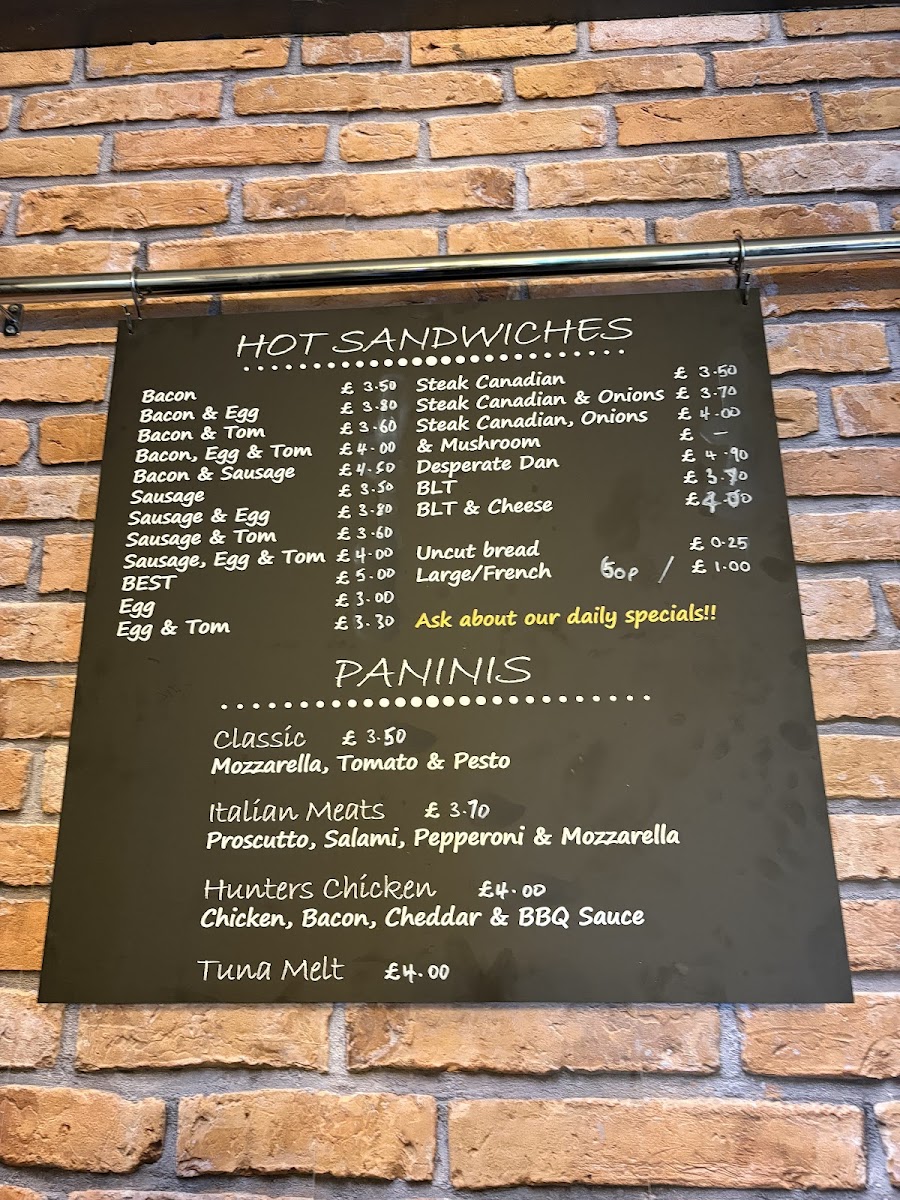 HOT SANDWICHES
Bacon £ 3.50
Bacon & Egg £ 3.80
Bacon & Tom £ 3.60
Bacon, Egg & Tom £ 4.00
Bacon & Sausage £ 4.50
Sausage £ 3.50
Sausage & Egg £ 3.80
Sausage & Tom £ 3.60
Sausage, Egg & Tom £ 4.00
BEST £ 5.00
Egg £ 3.00
Egg & Tom £ 3.30
Steak Canadian £ 3.50
Steak Canadian & Onions £ 3.70
Steak Canadian, Onions £ 4.00
& Mushroom £ –
Desperate Dan £ 4.90
BLT £ 3.70
BLT & Cheese £4.00
Uncut bread £ 0.25
Large/French 50p / £ 1.00
Ask about our daily specials!!
PANINIS
Classic £ 3.50
Mozzarella, Tomato & Pesto
Italian Meats £ 3.70
Proscutto, Salami, Pepperoni & Mozzarella
Hunters Chicken £4.00
Chicken, Bacon, Cheddar & BBQ Sauce
Tuna Melt £4.00